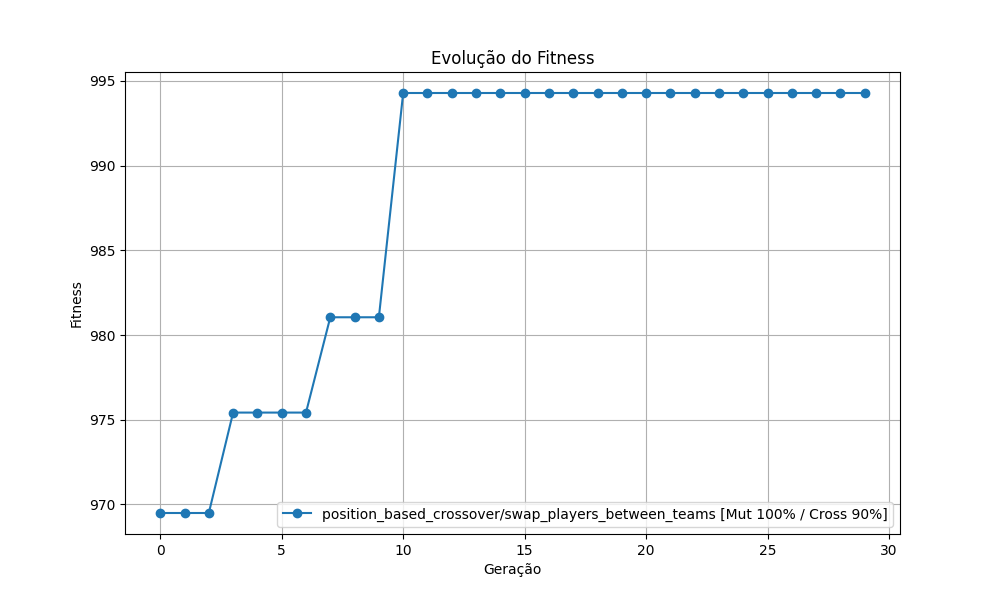 Evolução do Fitness
Fitness
995
990
985
980
975
970
position_based_crossover/swap_players_between_teams [Mut 100% / Cross 90%]
0 5 10 15 20 25 30
Geração